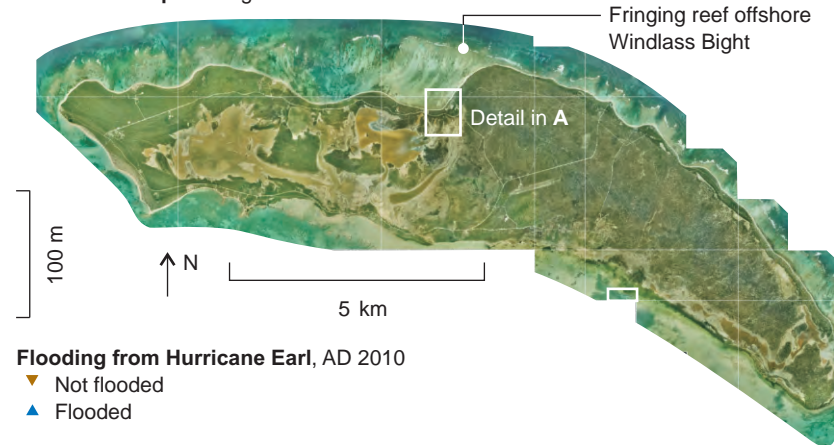 Fringing reef offshore
Windlass Bight
Detail in A
100 m
N
5 km
Flooding from Hurricane Earl, AD 2010
Not flooded
Flooded